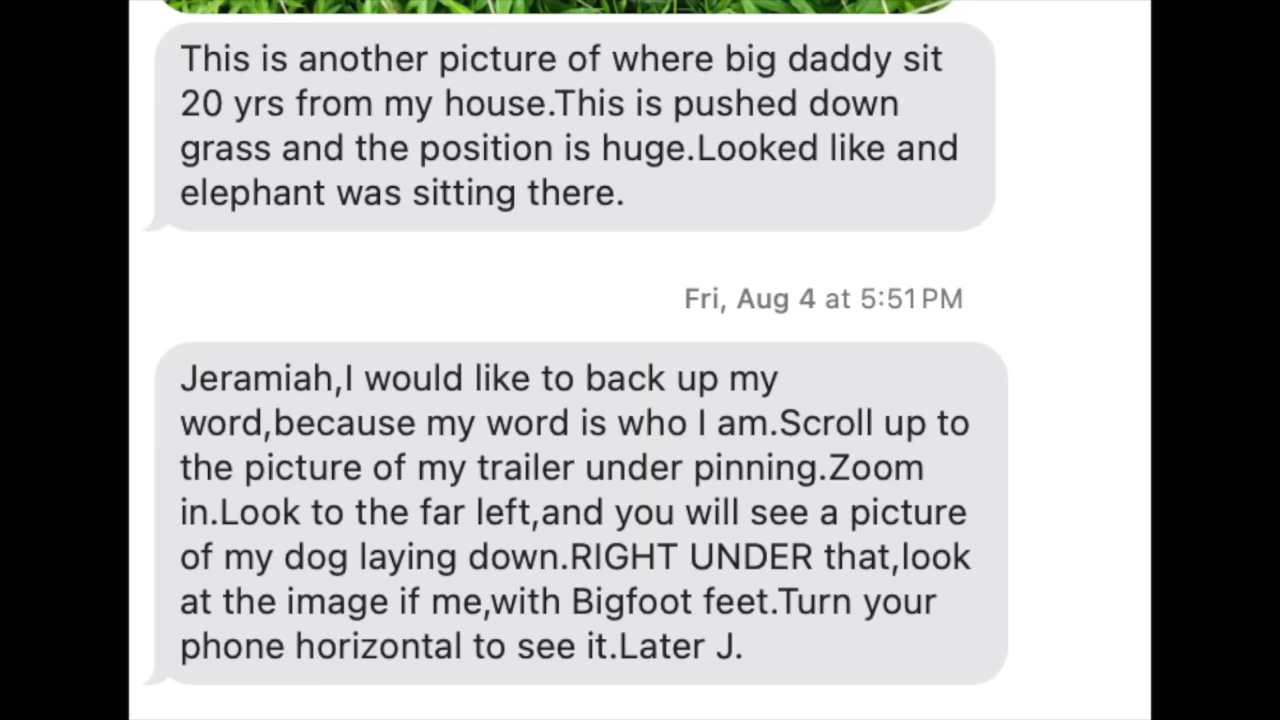 This is another picture of where big daddy sit
20 yrs from my house.This is pushed down
grass and the position is huge.Looked like and
elephant was sitting there.
Fri, Aug 4 at 5:51 PM
Jeramiah,I would like to back up my
word,because my word is who I am.Scroll up to
the picture of my trailer under pinning.Zoom
in.Look to the far left,and you will see a picture
of my dog laying down.RIGHT UNDER that,look
at the image if me,with Bigfoot feet.Turn your
phone horizontal to see it.Later J.